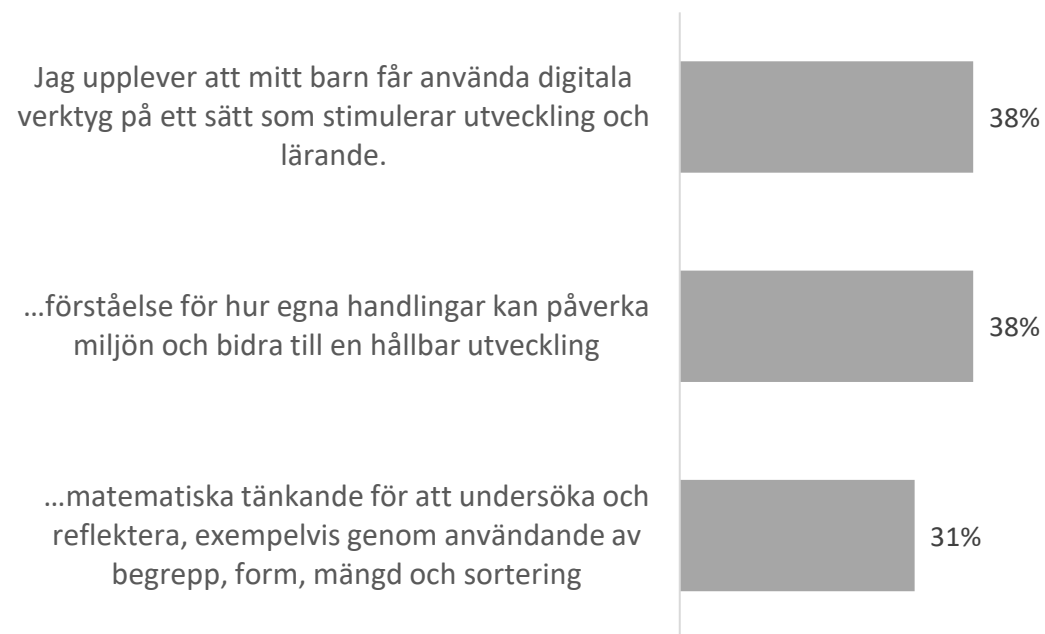 Jag upplever att mitt barn får använda digitala
verktyg på ett sätt som stimulerar utveckling och
lärande.
38%
…förståelse för hur egna handlingar kan påverka
miljön och bidra till en hållbar utveckling
38%
…matematiska tänkande för att undersöka och
reflektera, exempelvis genom användande av
begrepp, form, mängd och sortering
31%